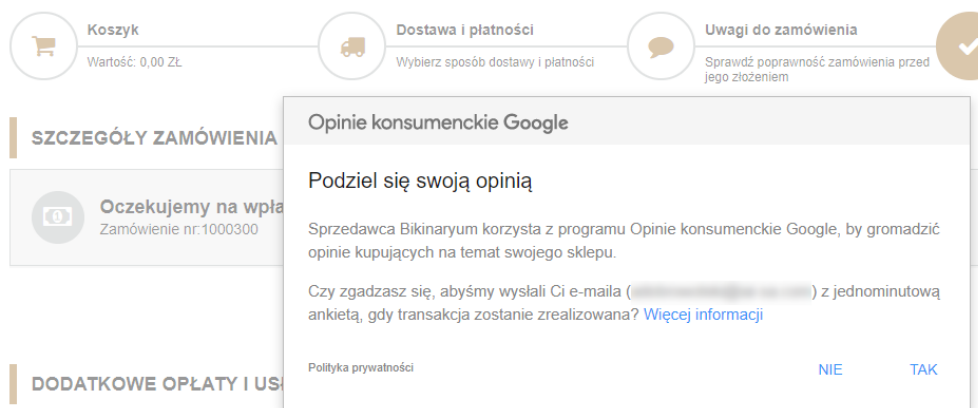 Koszyk
Wartość: 0,00 ZŁ
Dostawa i płatności
Wybierz sposób dostawy i płatności
Uwagi do zamówienia
Sprawdź poprawność zamówienia przed
jego złożeniem
SZCZEGÓŁY ZAMÓWIENIA
Oczekujemy na wpła
Zamówienie nr:1000300
DODATKOWE OPŁATY I USŁ
Opinie konsumenckie Google
Podziel się swoją opinią
Sprzedawca Bikinaryum korzysta z programu Opinie konsumenckie Google, by gromadzić
opinie kupujących na temat swojego sklepu.
Czy zgadzasz się, abyśmy wysłali Ci e-maila ( ) z jednominutową
ankietą, gdy transakcja zostanie zrealizowana? Więcej informacji
Polityka prywatności
NIE
TAK